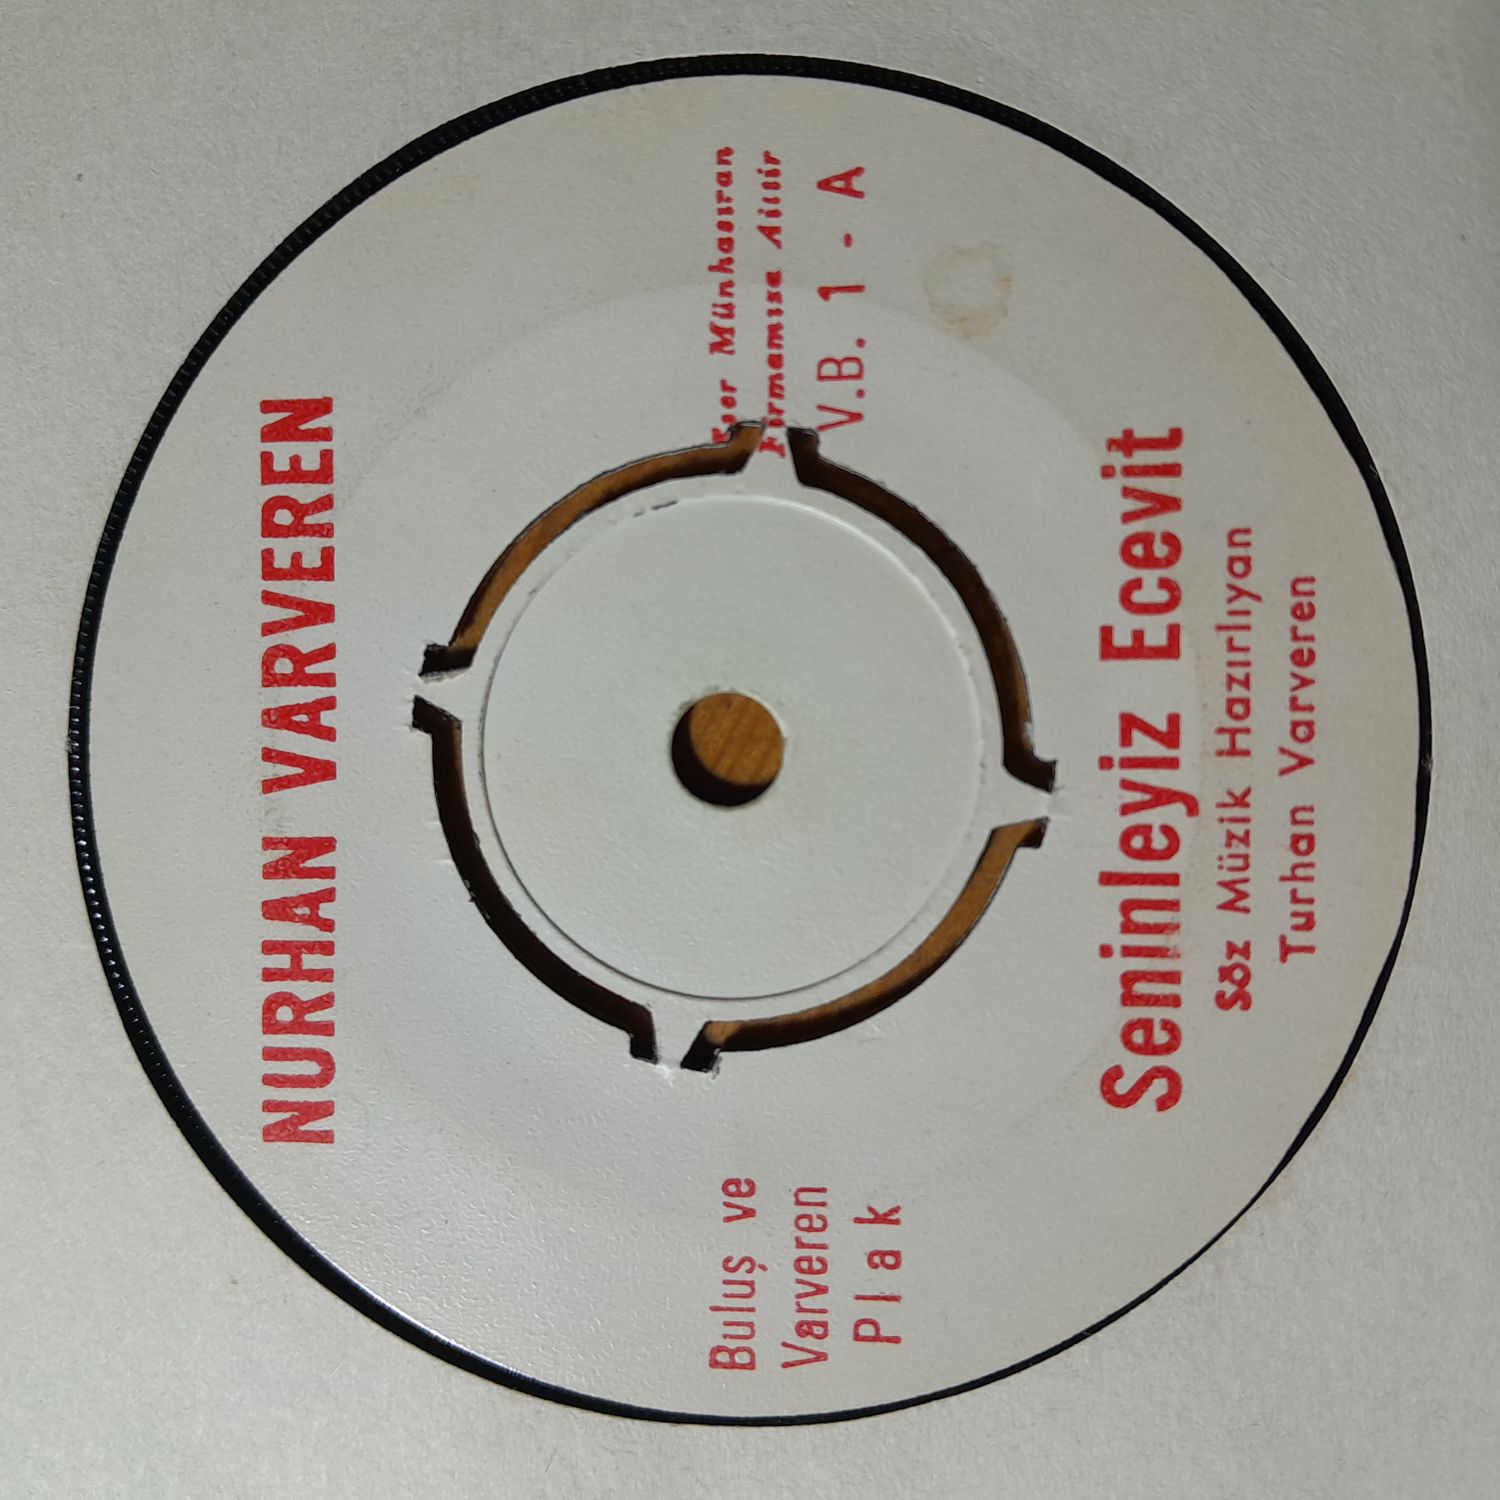 NURHAN VARVEREN
Buluş ve
Varveren
Plak
Eser Münhasıran
Firmamıza Aittir
V.B. 1 - A
Seninleyiz Ecevit
Söz Müzik Hazırlıyan
Turhan Varveren